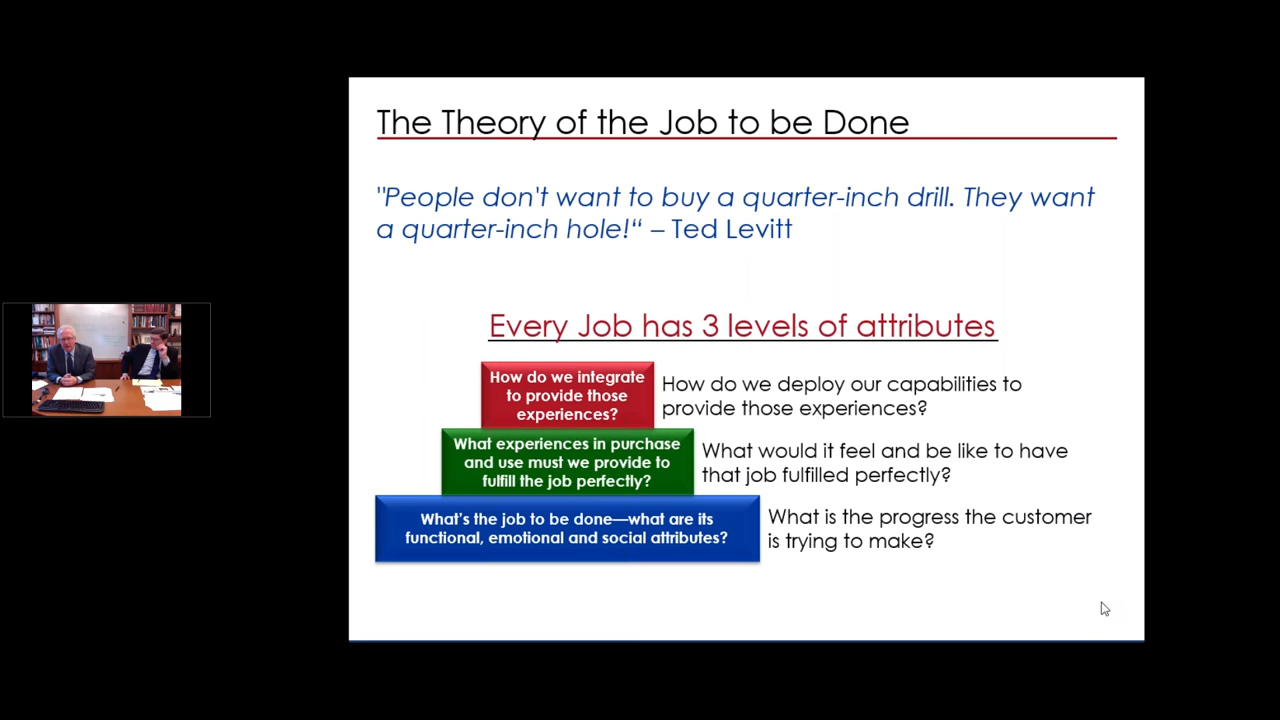 The Theory of the Job to be Done
"People don't want to buy a quarter-inch drill. They want
a quarter-inch hole!“ – Ted Levitt
Every Job has 3 levels of attributes
How do we integrate
to provide those
experiences?
How do we deploy our capabilities to
provide those experiences?
What experiences in purchase
and use must we provide to
fulfill the job perfectly?
What would it feel and be like to have
that job fulfilled perfectly?
What's the job to be done—what are its
functional, emotional and social attributes?
What is the progress the customer
is trying to make?